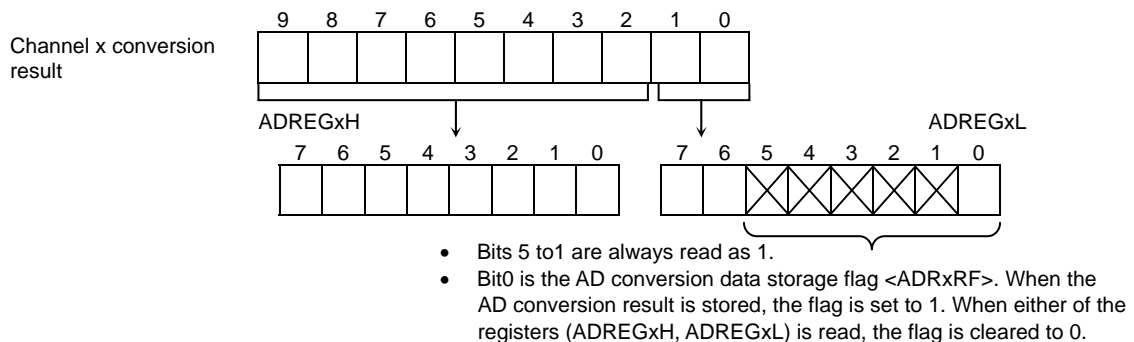 9 8 7 6 5 4 3 2 1 0
Channel x conversion
result
ADREGxH
ADREGxL
7 6 5 4 3 2 1 0
7 6 5 4 3 2 1 0
• Bits 5 to1 are always read as 1.
• Bit0 is the AD conversion data storage flag <ADRxRF>. When the
AD conversion result is stored, the flag is set to 1. When either of the
registers (ADREGxH, ADREGxL) is read, the flag is cleared to 0.